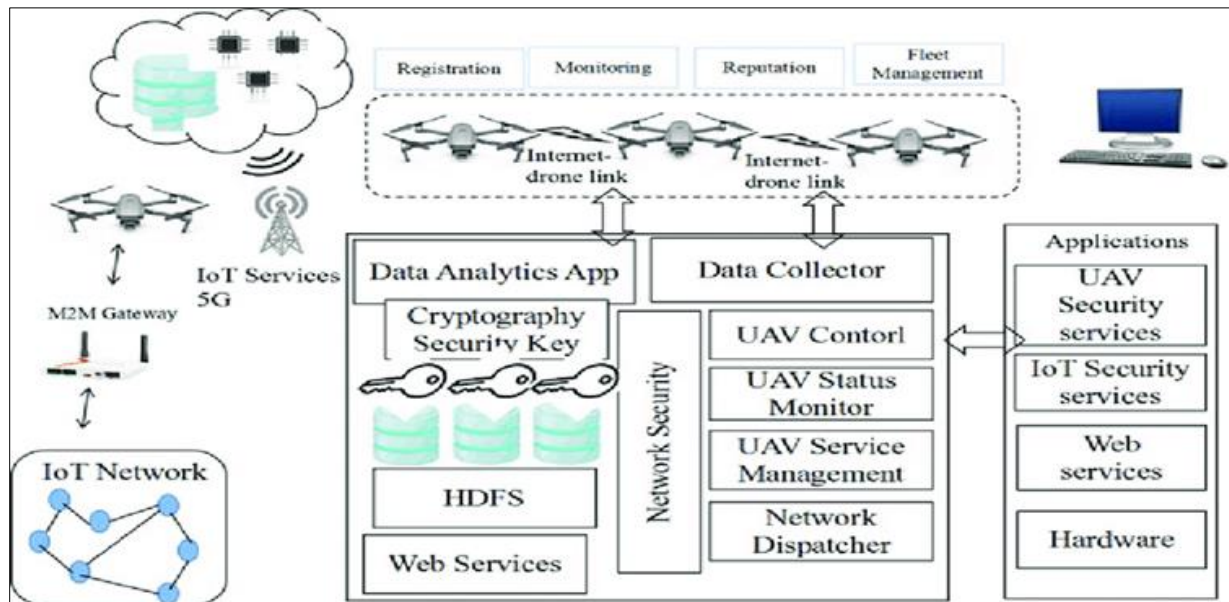 Registration
Monitoring
Reputation
Fleet
Management
Internet-
drone link
Internet-
drone link
IoT Services
5G
M2M Gateway
IoT Network
Data Analytics App
Cryptography
Security Key
HDFS
Web Services
Network Security
Data Collector
UAV Contorl
UAV Status
Monitor
UAV Service
Management
Network
Dispatcher
Applications
UAV
Security
services
IoT Security
services
Web
services
Hardware